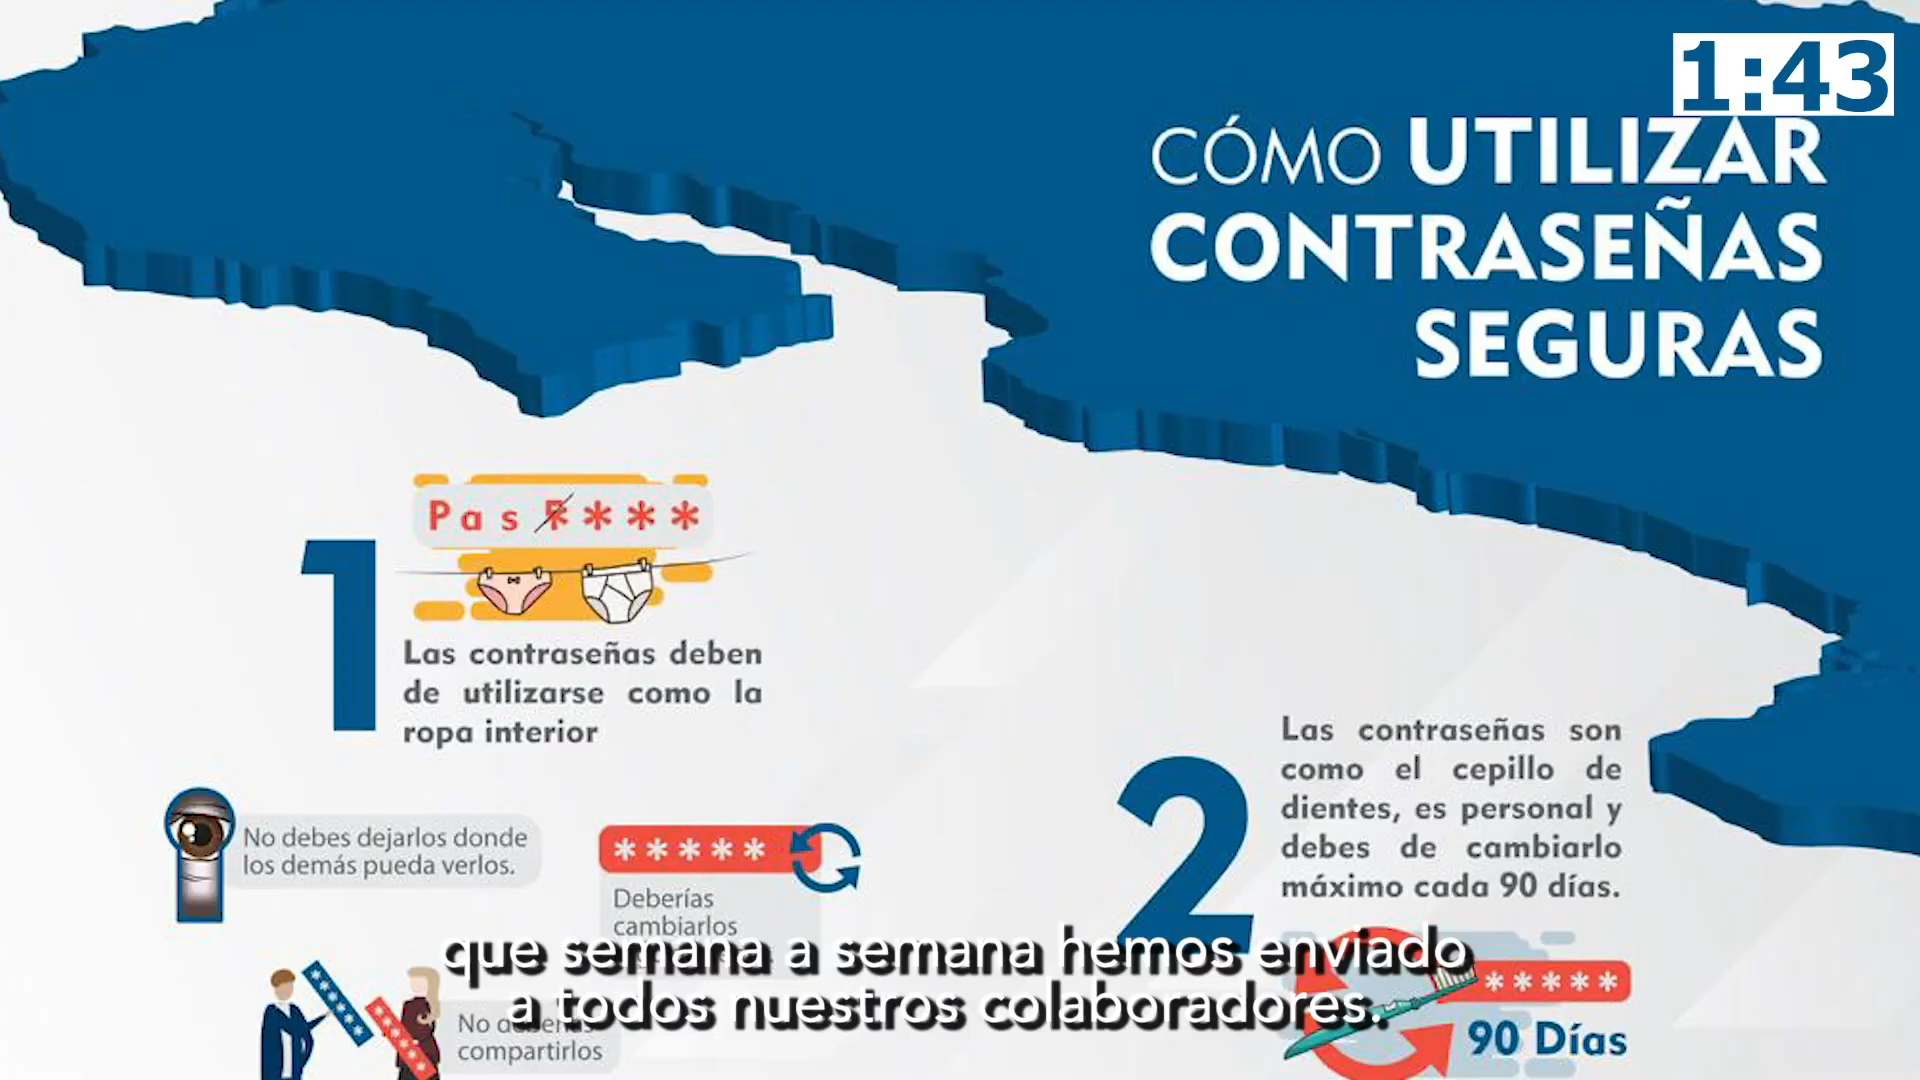 1:43
CÓMO UTILIZAR
CONTRASEÑAS
SEGURAS
Pas R****
1
Las contraseñas deben
de utilizarse como la
ropa interior
No debes dejarlos donde
los demás pueda verlos.
*****
Deberías
cambiarlos
No deberías
compartirlos
2
Las contraseñas son
como el cepillo de
dientes, es personal y
debes de cambiarlo
máximo cada 90 días.
*****
90 Días
que semana a semana hemos enviado
a todos nuestros colaboradores.